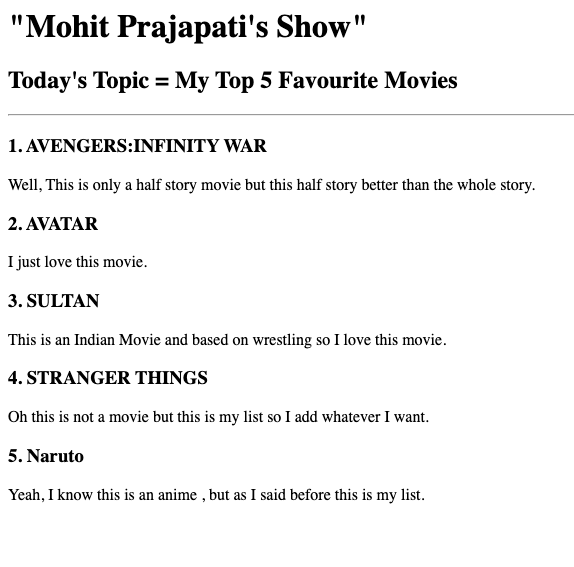 "Mohit Prajapati's Show"
Today's Topic = My Top 5 Favourite Movies
1. AVENGERS:INFINITY WAR
Well, This is only a half story movie but this half story better than the whole story.
2. AVATAR
I just love this movie.
3. SULTAN
This is an Indian Movie and based on wrestling so I love this movie.
4. STRANGER THINGS
Oh this is not a movie but this is my list so I add whatever I want.
5. Naruto
Yeah, I know this is an anime , but as I said before this is my list.